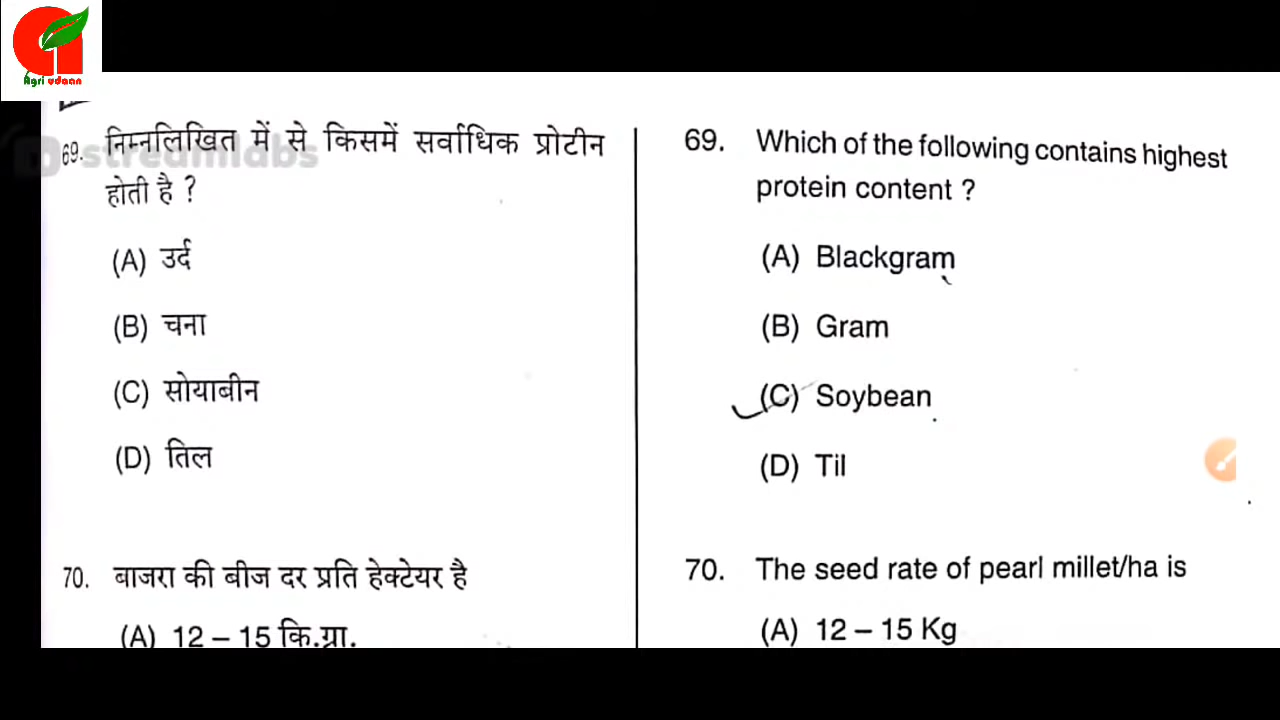 Agri udaan
streamlabs
69. निम्नलिखित में से किसमें सर्वाधिक प्रोटीन
होती है ?
(A) उर्द
(B) चना
(C) सोयाबीन
(D) तिल
70. बाजरा की बीज दर प्रति हेक्टेयर है
(A) 12 – 15 कि.ग्रा.
69. Which of the following contains highest
protein content ?
(A) Blackgram
(B) Gram
(C) Soybean
(D) Til
70. The seed rate of pearl millet/ha is
(A) 12 – 15 Kg